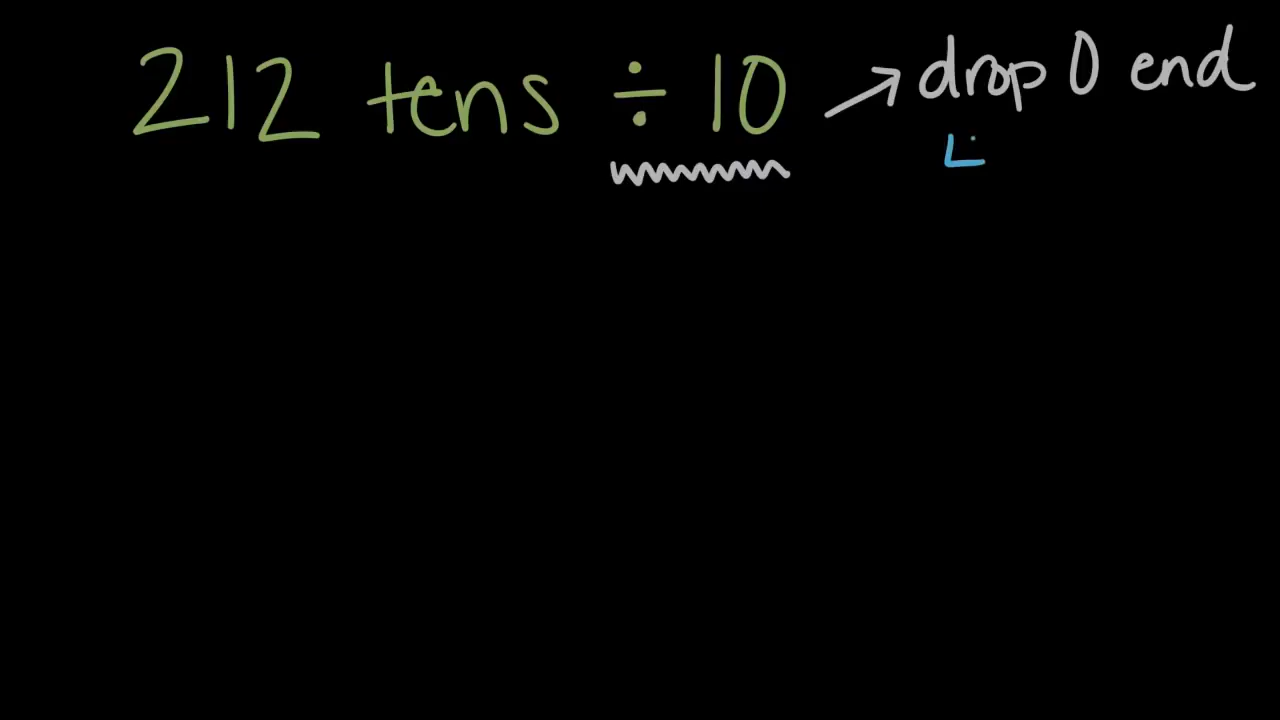 212 tens ÷ 10 → drop 0 end